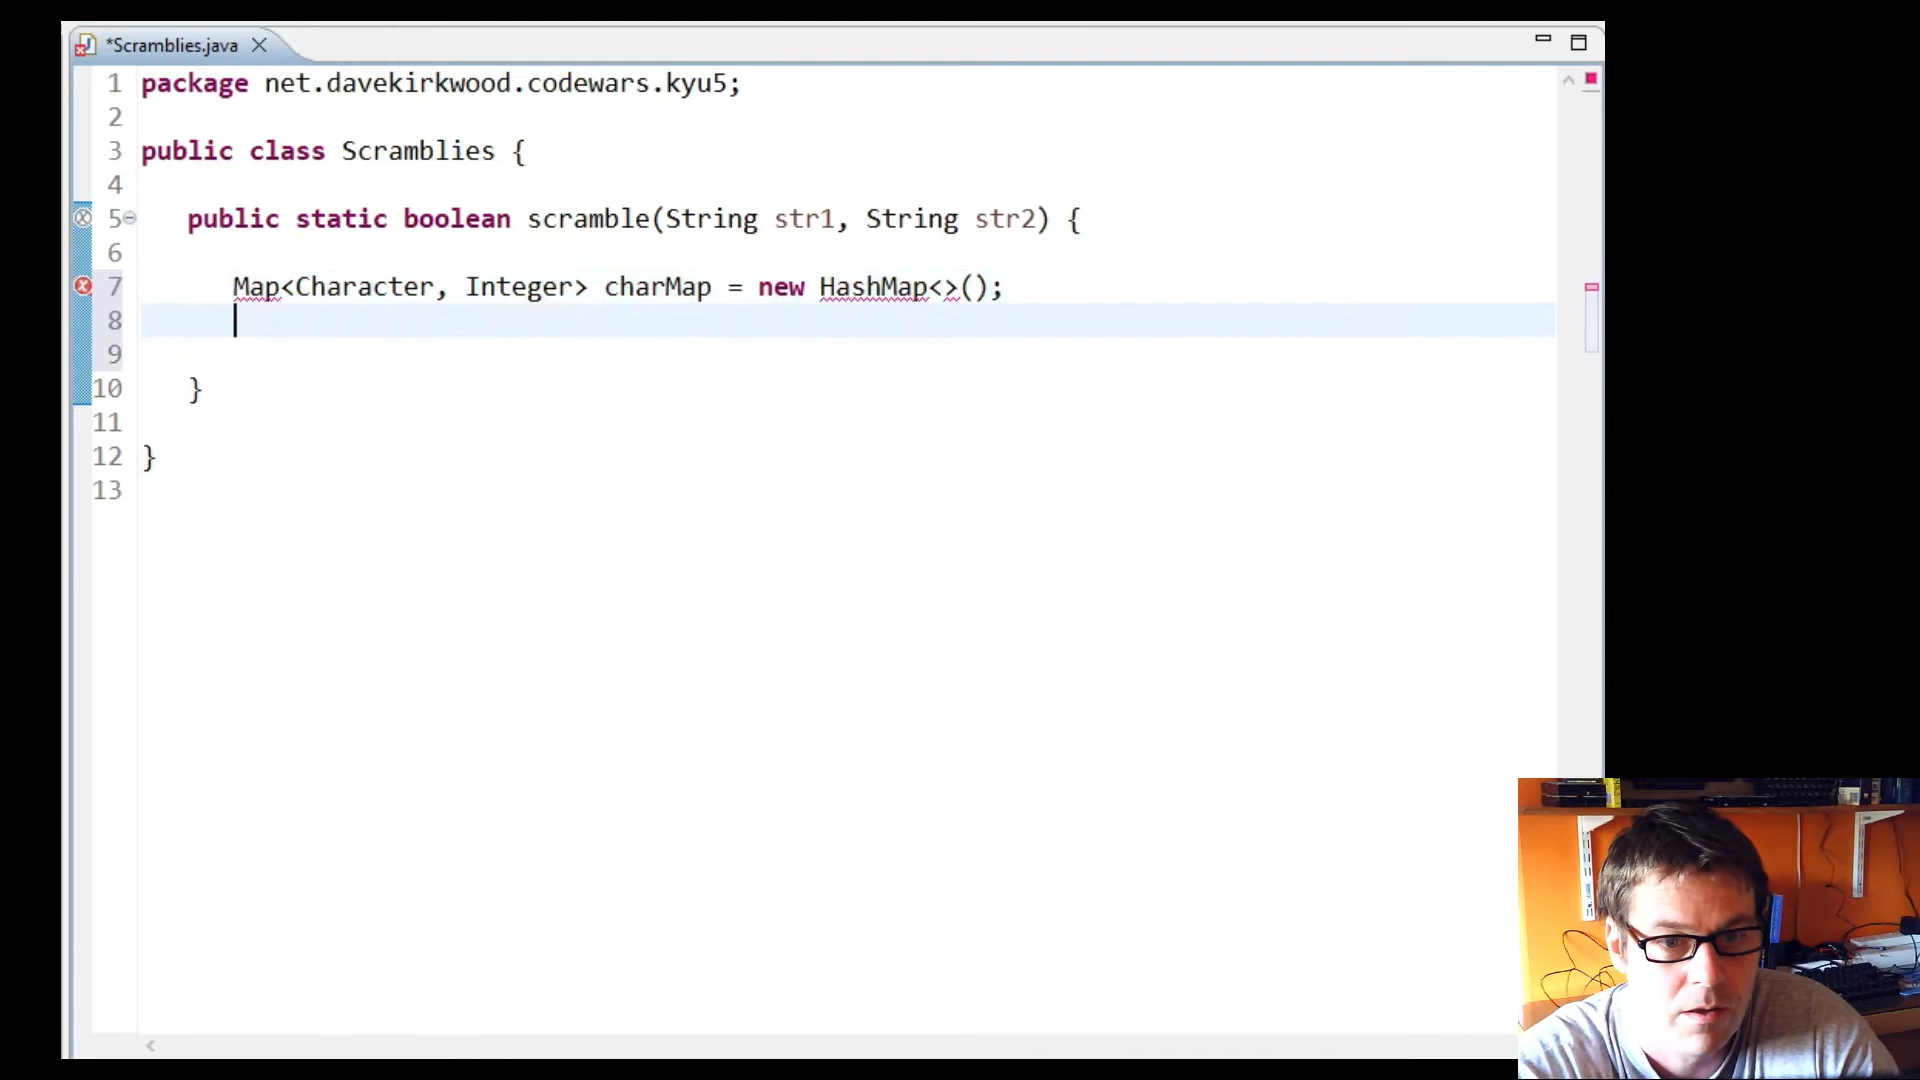 *Scramblies.java
1 package net.davekirkwood.codewars.kyu5;
2
3 public class Scramblies {
4
5 public static boolean scramble(String str1, String str2) {
6
7 Map<Character, Integer> charMap = new HashMap<>();
8
9
10 }
11
12 }
13